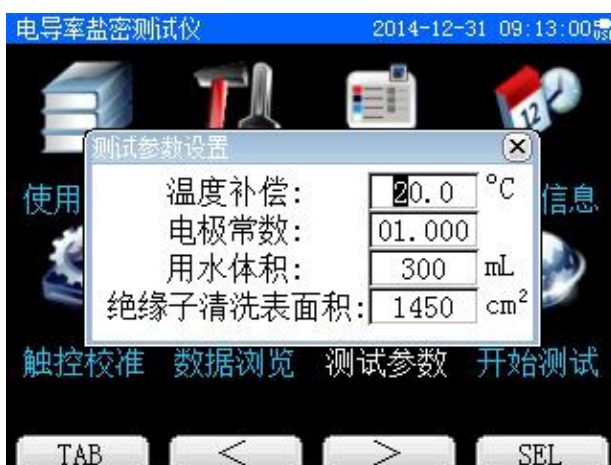 电导率盐密测试仪 2014-12-31 09:13:00
12
测试参数设置
使用 信息
温度补偿: 20.0 °C
电极常数: 01.000
用水体积: 300 mL
绝缘子清洗表面积: 1450 cm²
触控校准 数据浏览 测试参数 开始测试
TAB < > SEL